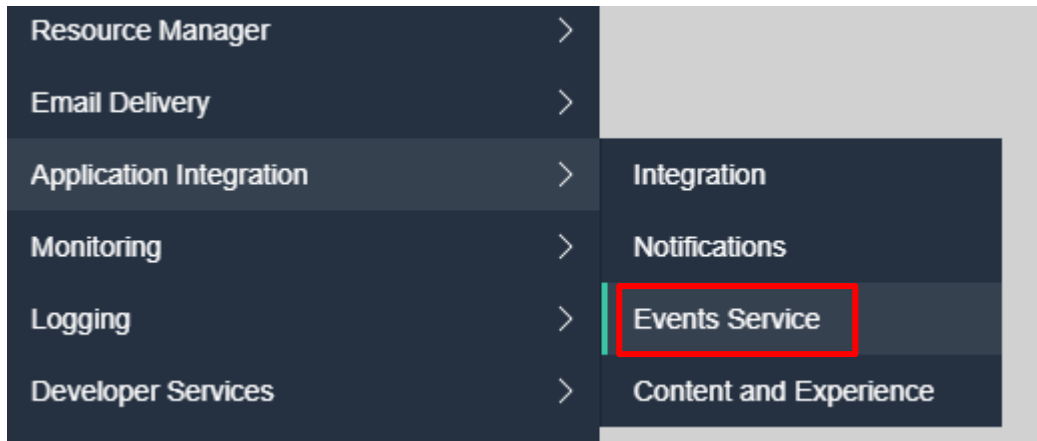 Resource Manager
Email Delivery
Application Integration
Monitoring
Logging
Developer Services
Integration
Notifications
Events Service
Content and Experience